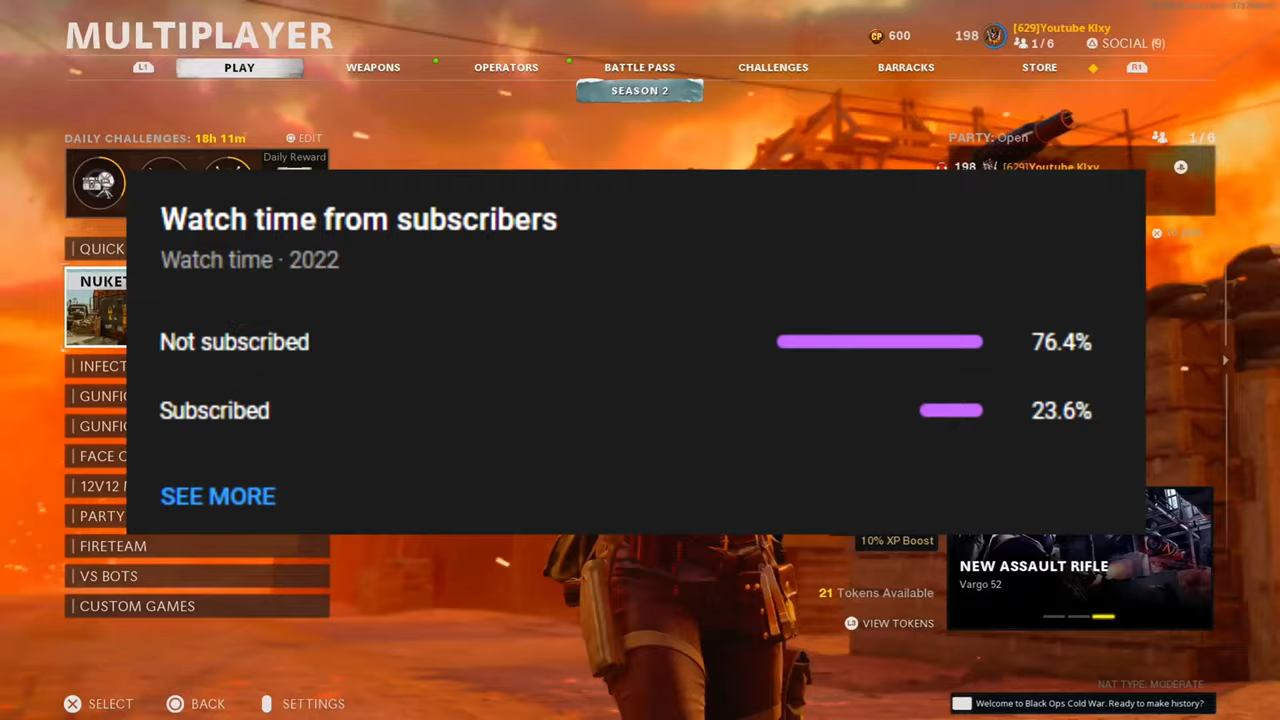 MULTIPLAYER
CP 600
198
[629]Youtube Klxy
1/6
SOCIAL (9)
L1
PLAY
WEAPONS
OPERATORS
BATTLE PASS
CHALLENGES
BARRACKS
STORE
R1
SEASON 2
DAILY CHALLENGES: 18h 11m
EDIT
PARTY: Open
1/6
Daily Reward
198 [629]Youtube Klxy
Watch time from subscribers
Watch time · 2022
Not subscribed 76.4%
Subscribed 23.6%
SEE MORE
QUICK
NUKET
INFECT
GUNFI
GUNFI
FACE O
12V12
PARTY
FIRETEAM
VS BOTS
CUSTOM GAMES
10% XP Boost
21 Tokens Available
L3 VIEW TOKENS
NEW ASSAULT RIFLE
Vargo 52
SELECT
BACK
SETTINGS
NAT TYPE: MODERATE
Welcome to Black Ops Cold War. Ready to make history?